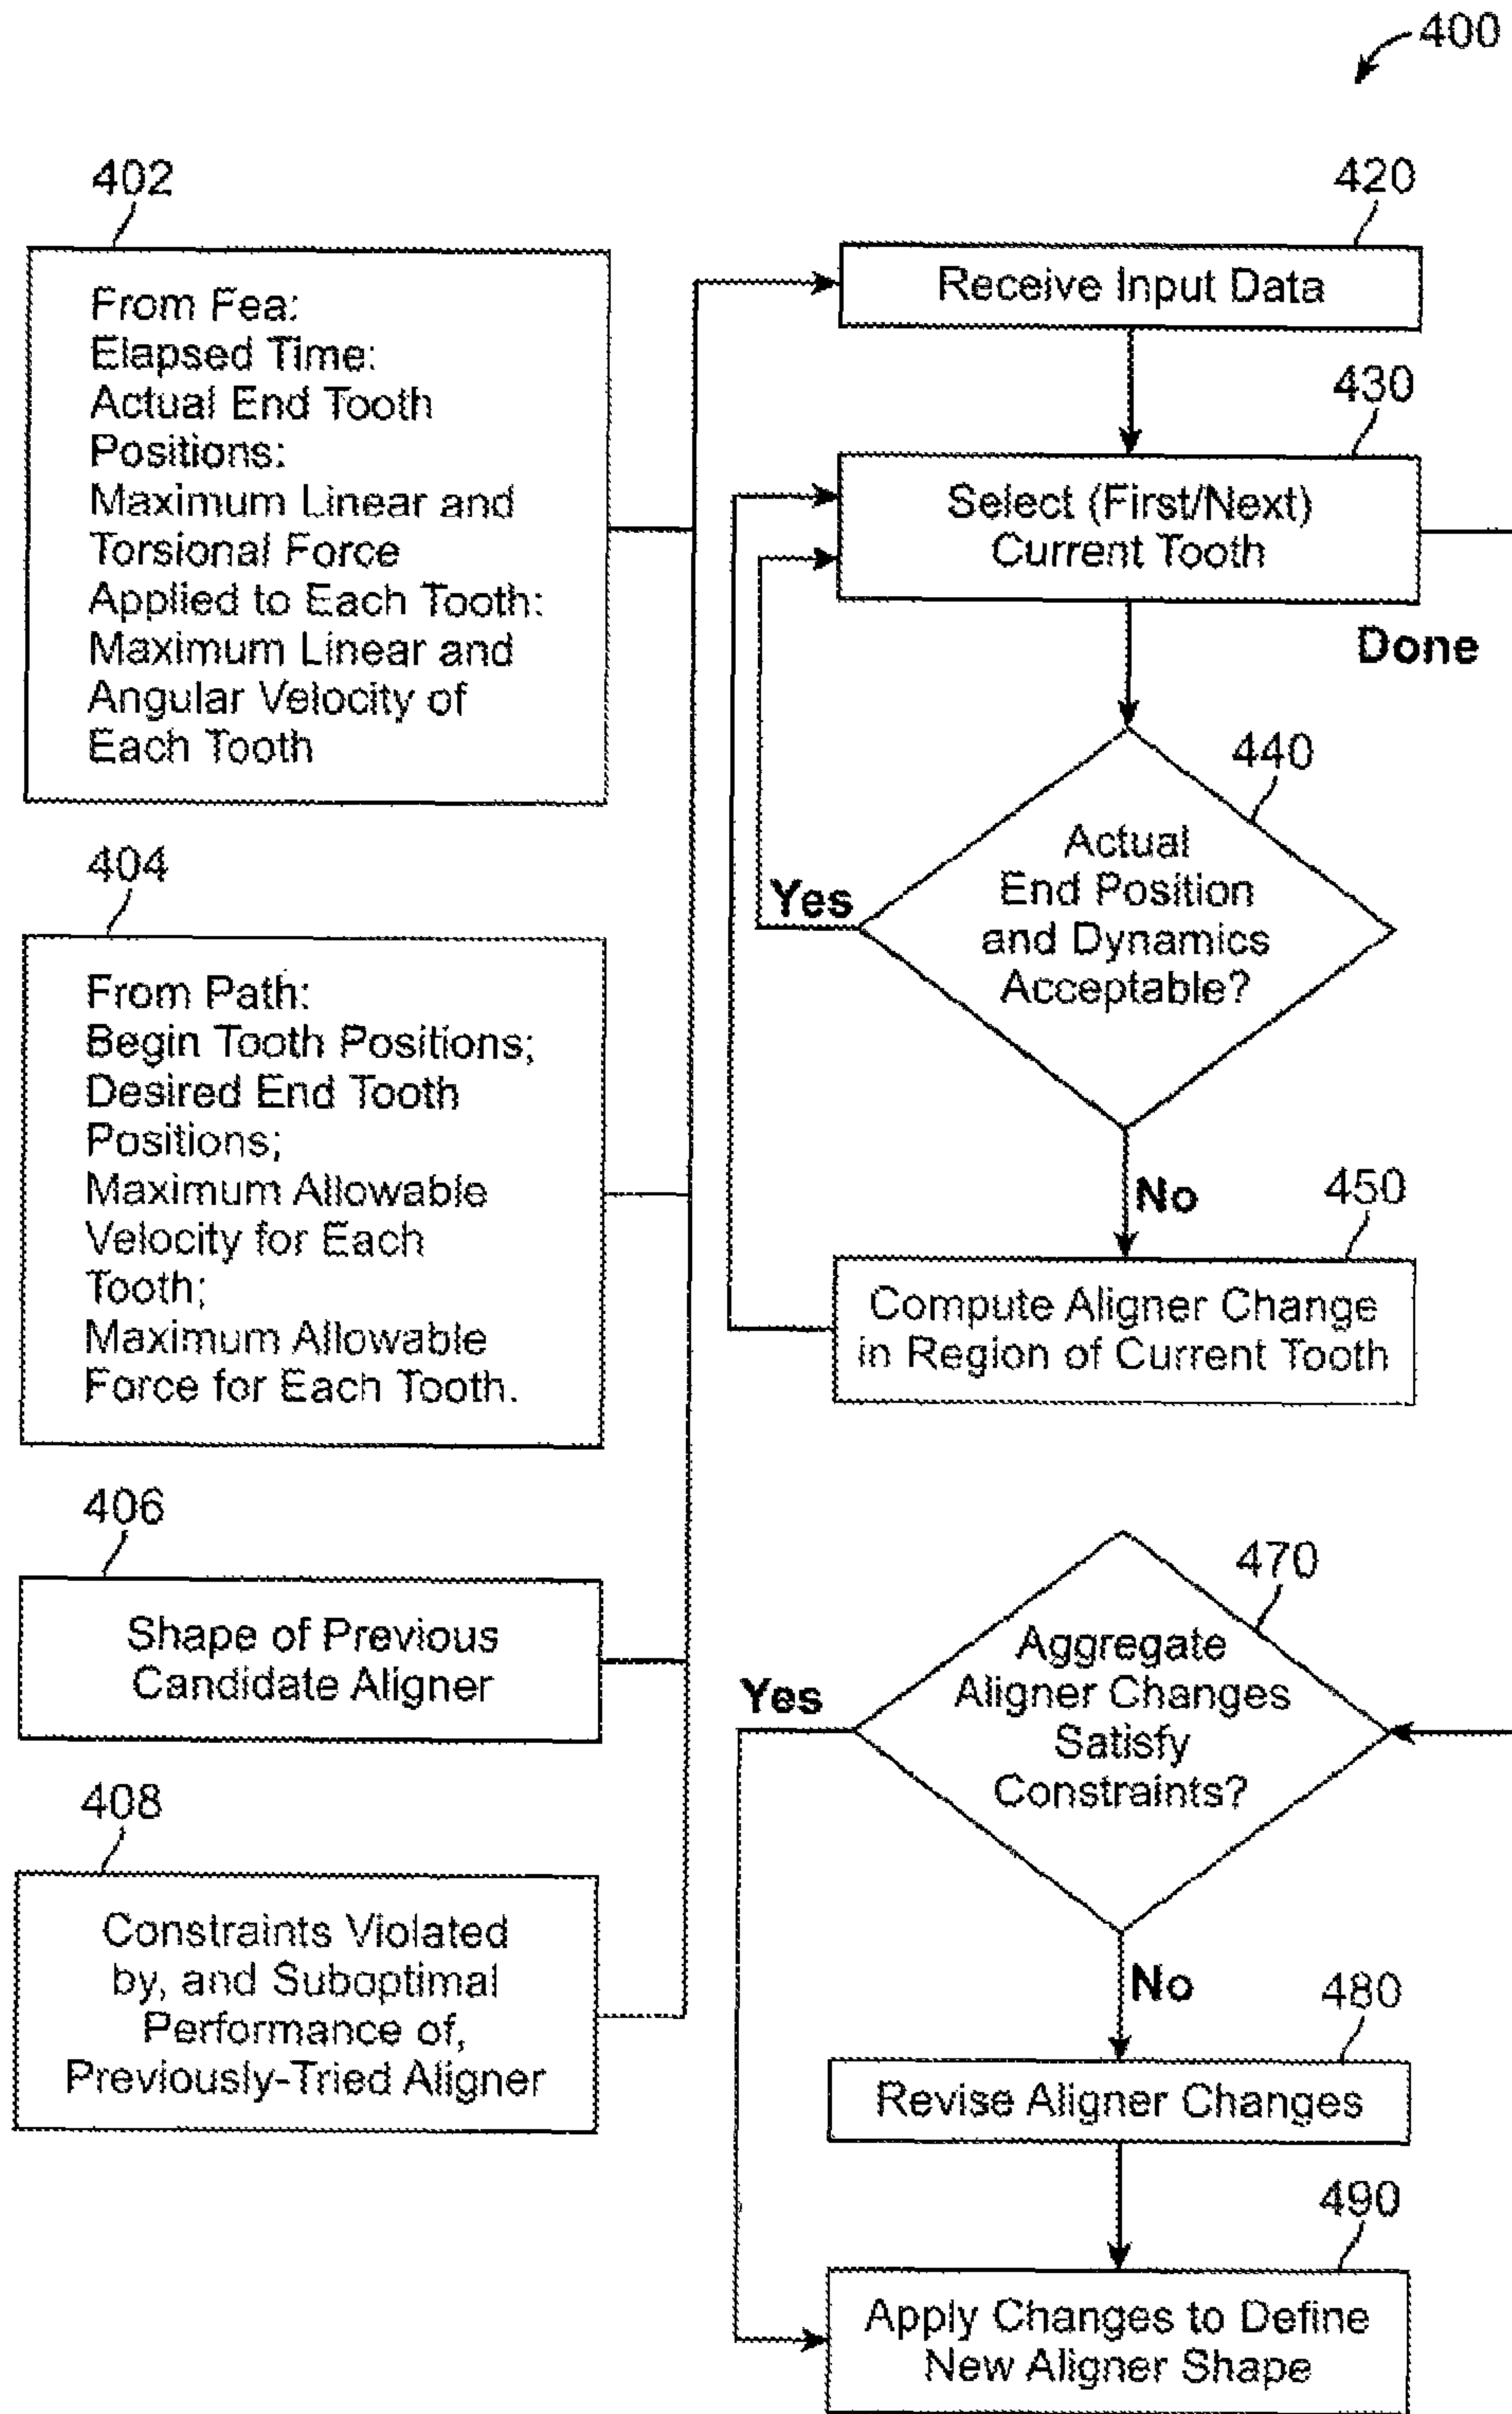 400
402
From Fea:
Elapsed Time:
Actual End Tooth
Positions:
Maximum Linear and
Torsional Force
Applied to Each Tooth:
Maximum Linear and
Angular Velocity of
Each Tooth
404
From Path:
Begin Tooth Positions;
Desired End Tooth
Positions;
Maximum Allowable
Velocity for Each
Tooth;
Maximum Allowable
Force for Each Tooth.
406
Shape of Previous
Candidate Aligner
408
Constraints Violated
by, and Suboptimal
Performance of,
Previously-Tried Aligner
420
Receive Input Data
430
Select (First/Next)
Current Tooth
Done
440
Actual
End Position
and Dynamics
Acceptable?
Yes
No
450
Compute Aligner Change
in Region of Current Tooth
470
Aggregate
Aligner Changes
Satisfy
Constraints?
Yes
No
480
Revise Aligner Changes
490
Apply Changes to Define
New Aligner Shape